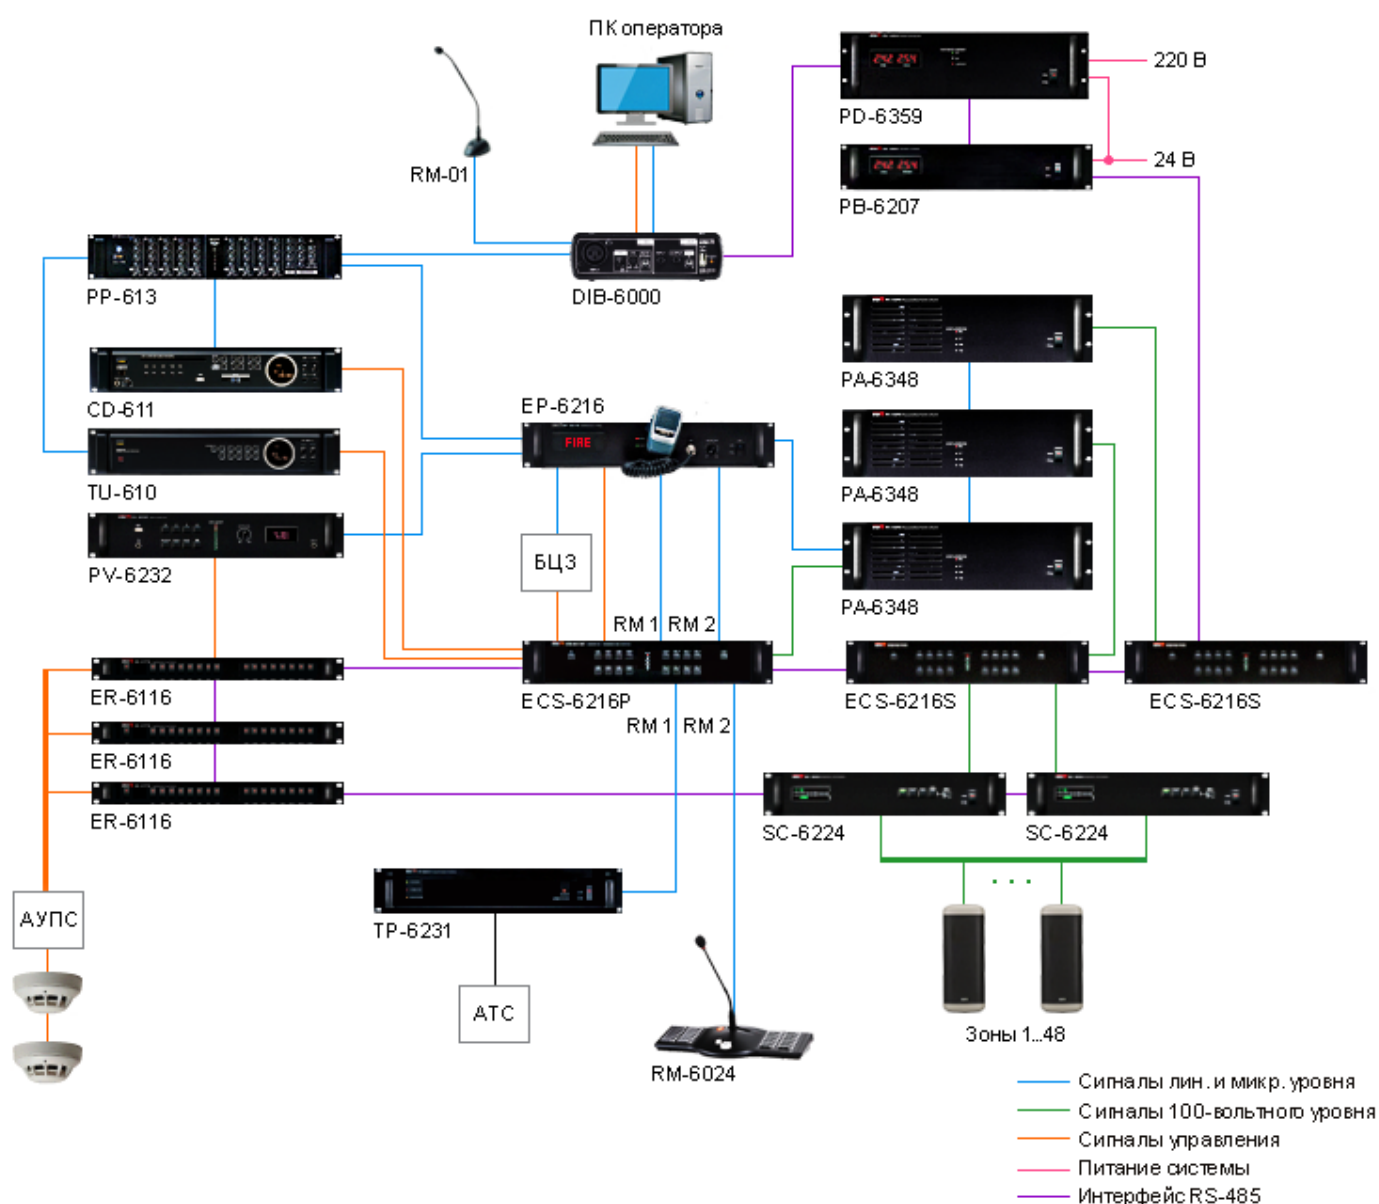 ПК оператора
220 В
PD-6359
24 В
RM-01
PB-6207
PP-613
DIB-6000
PA-6348
CD-611
EP-6216
FIRE
TU-610
PA-6348
БЦЗ
PV-6232
PA-6348
RM 1
RM 2
ER-6116
ECS-6216P
ECS-6216S
ECS-6216S
RM 1
RM 2
ER-6116
ER-6116
SC-6224
SC-6224
АУПС
TP-6231
АТС
Зоны 1...48
RM-6024
Сигналы лин. и микр. уровня
Сигналы 100-вольтного уровня
Сигналы управления
Питание системы
Интерфейс RS-485